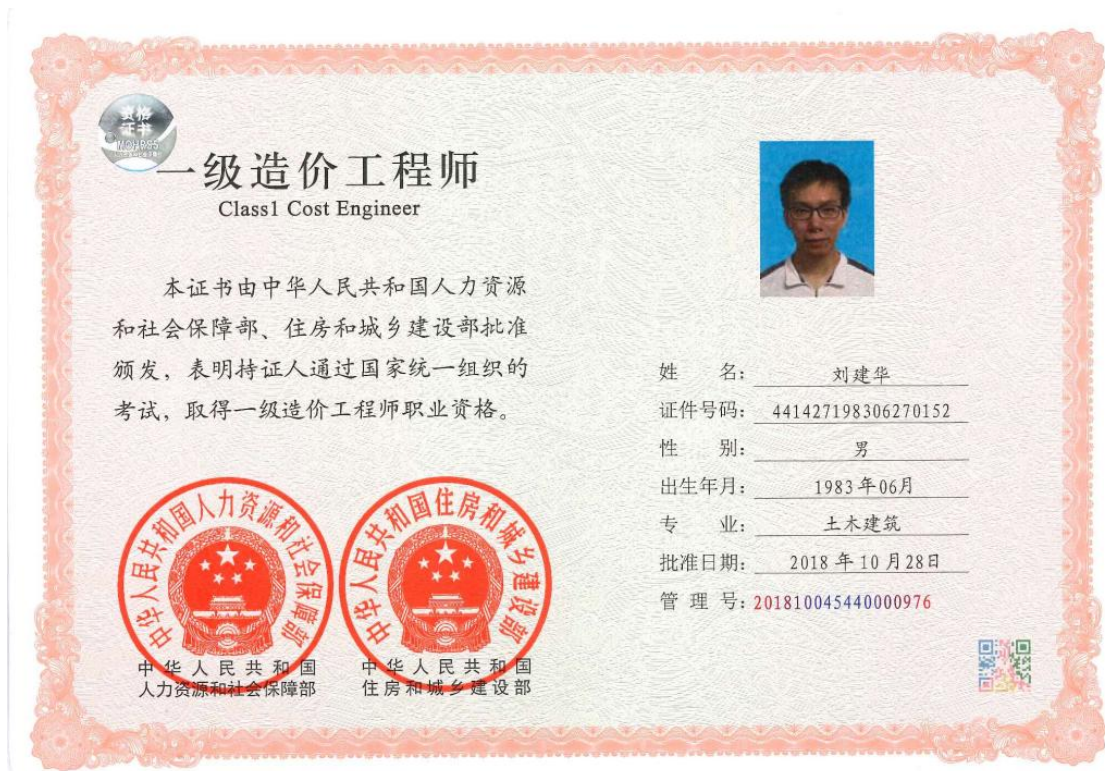 资格
证书
MOHRSS
一级造价工程师
Class1 Cost Engineer
本证书由中华人民共和国人力资源
和社会保障部、住房和城乡建设部批准
颁发，表明持证人通过国家统一组织的
考试，取得一级造价工程师职业资格。
中华人民共和国人力资源和社会保障部
中华人民共和国住房和城乡建设部
中华人民共和国
人力资源和社会保障部
中华人民共和国
住房和城乡建设部
姓 名： 刘建华
证件号码： 441427198306270152
性 别： 男
出生年月： 1983年06月
专 业： 土木建筑
批准日期： 2018年10月28日
管 理 号： 201810045440000976